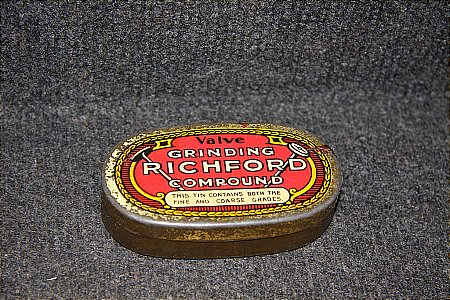 Valve
GRINDING
RICHFORD
COMPOUND
THIS TIN CONTAINS BOTH THE
FINE AND COARSE GRADES